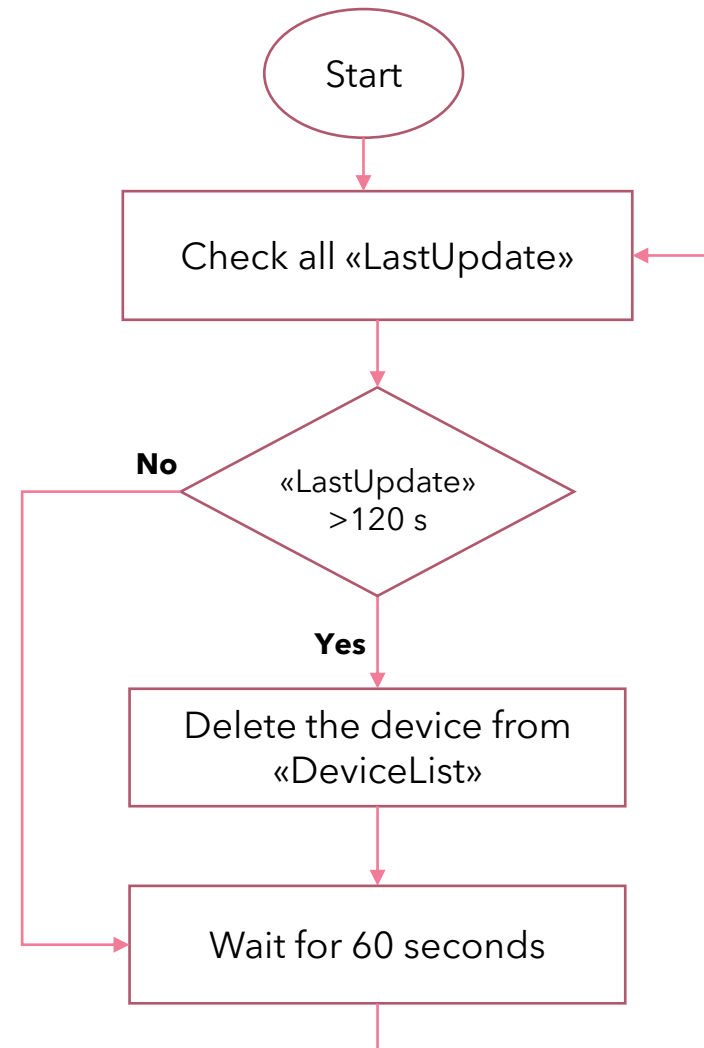 Start
Check all «LastUpdate»
No
«LastUpdate»
>120 s
Yes
Delete the device from
«DeviceList»
Wait for 60 seconds